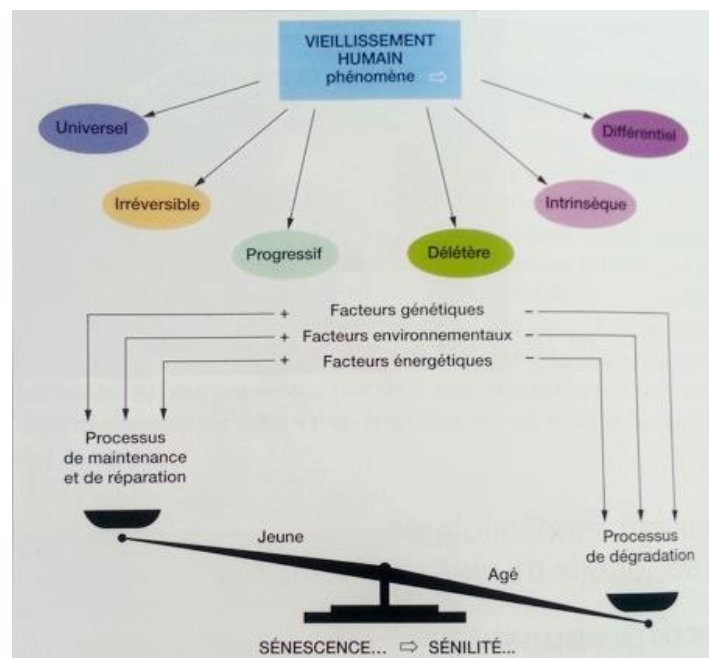 VIEILLISSEMENT
HUMAIN
phénomène ⇨
Universel
Différentiel
Irréversible
Intrinsèque
Progressif
Délétère
+ Facteurs génétiques −
+ Facteurs environnementaux −
+ Facteurs énergétiques −
Processus
de maintenance
et de réparation
Processus
de dégradation
Jeune
Agé
SÉNESCENCE... ⇨ SÉNILITÉ...